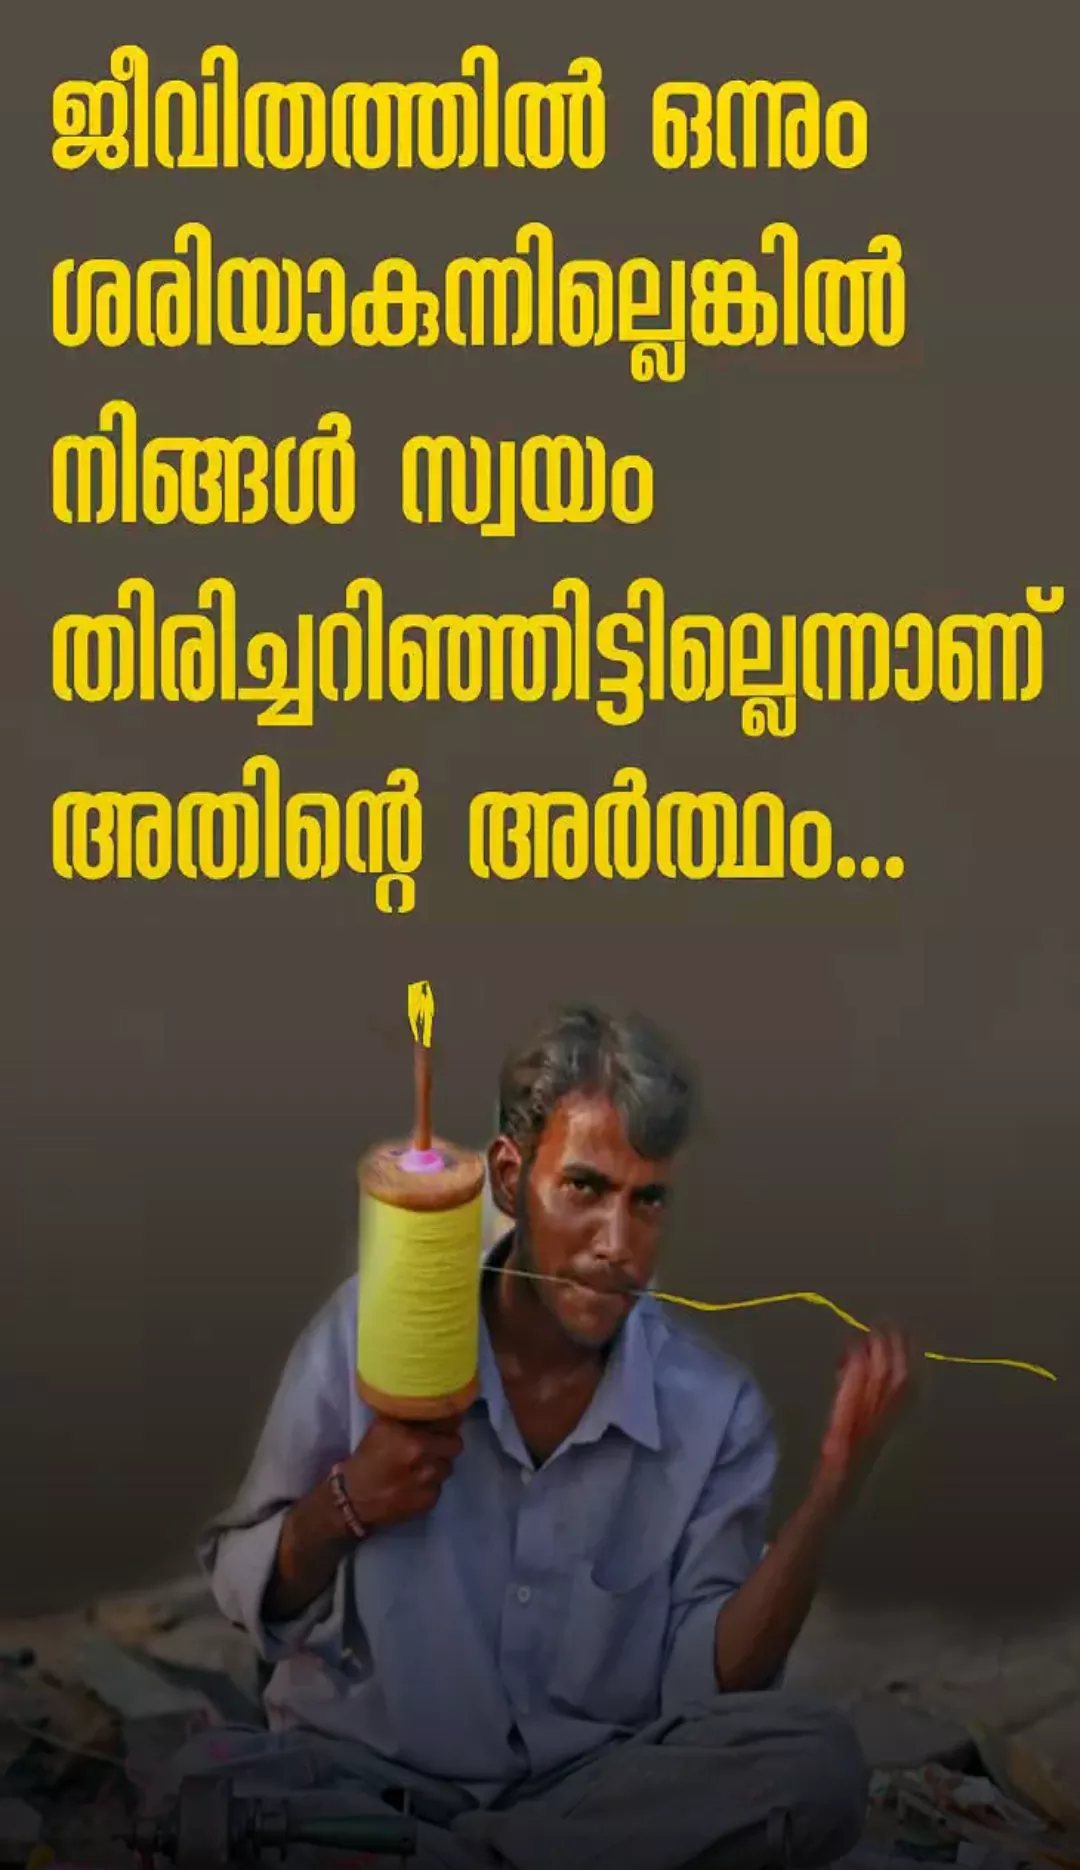 ജീവിതത്തിൽ ഒന്നും
ശരിയാകുന്നില്ലെങ്കിൽ
നിങ്ങൾ സ്വയം
തിരിച്ചറിഞ്ഞിട്ടില്ലെന്നാണ്
അതിന്റെ അർത്ഥം...